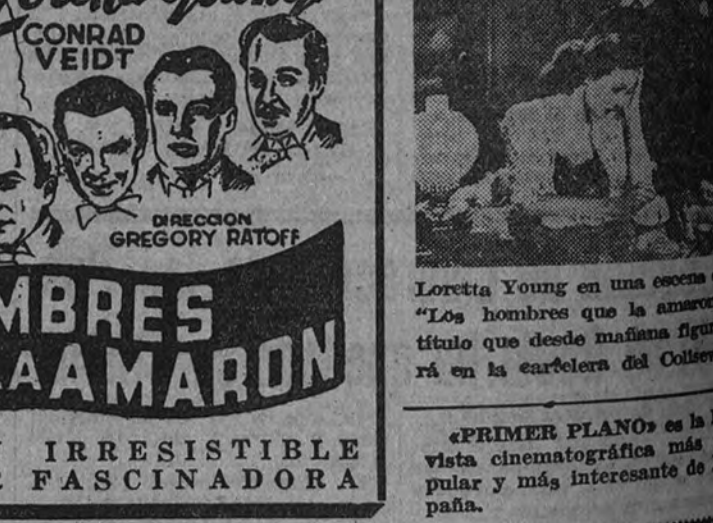 CONRAD
VEIDT
DIRECCION
GREGORY RATOFF
MBRES
LA AMARON
IRRESISTIBLE
FASCINADORA
Loretta Young en una escena
"Los hombres que la amaron
título que desde mañana figu
rá en la cartelera del Colise
«PRIMER PLANO» es la
vista cinematográfica más
pular y más interesante de
paña.